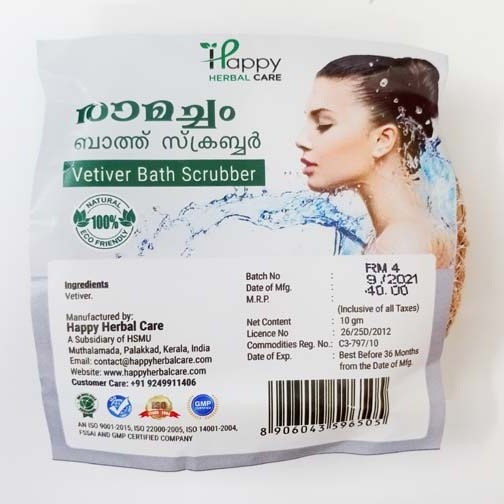 Happy
HERBAL CARE
രാമച്ചം
ബാത്ത് സ്ക്രബ്ബർ
Vetiver Bath Scrubber
NATURAL
100%
ECO FRIENDLY
Ingredients
Vetiver.
Manufactured by:
Happy Herbal Care
A Subsidiary of HSMU
Muthalamada, Palakkad, Kerala, India
Email: contact@happyherbalcare.com
Website: www.happyherbalcare.com
Customer Care: +91 9249911406
ISO
GMP
AN ISO 9001-2015, ISO 22000-2005, ISO 14001-2004,
FSSAI AND GMP CERTIFIED COMPANY
Batch No : RM 4
Date of Mfg. : 9/2021
M.R.P. : 40.00
(Inclusive of all Taxes)
Net Content : 10 gm
Licence No : 26/25D/2012
Commodities Reg. No.: C3-797/10
Date of Exp. : Best Before 36 Months
from the Date of Mfg.
8 906043 596505